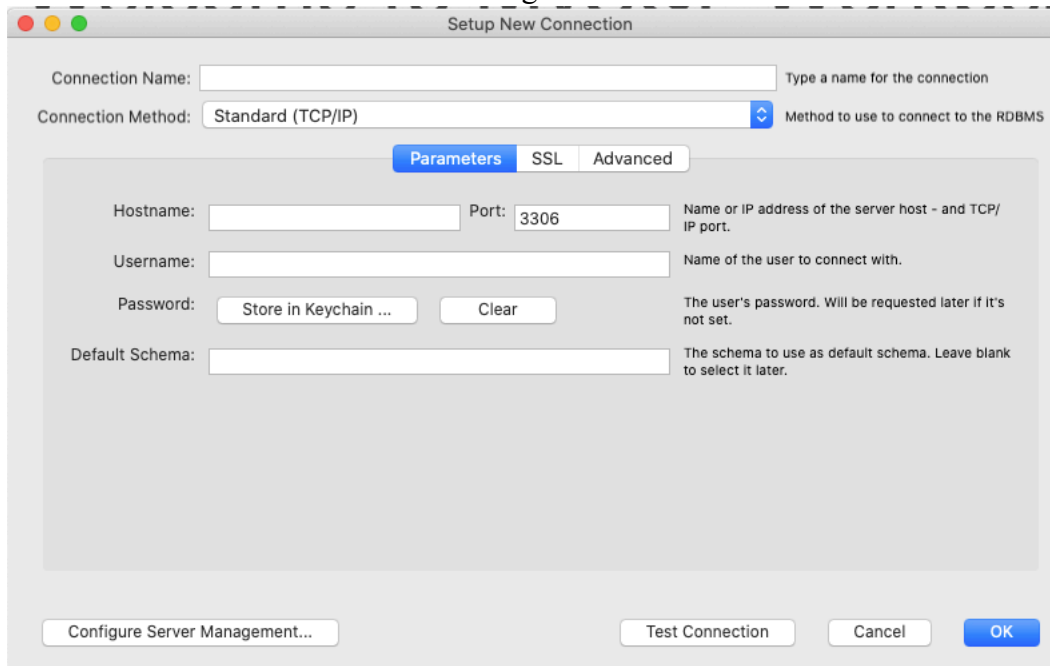 Setup New Connection
Connection Name: Type a name for the connection
Connection Method: Standard (TCP/IP) Method to use to connect to the RDBMS
Parameters SSL Advanced
Hostname: Port: 3306 Name or IP address of the server host - and TCP/
IP port.
Username: Name of the user to connect with.
Password: Store in Keychain ... Clear The user's password. Will be requested later if it's
not set.
Default Schema: The schema to use as default schema. Leave blank
to select it later.
Configure Server Management... Test Connection Cancel OK